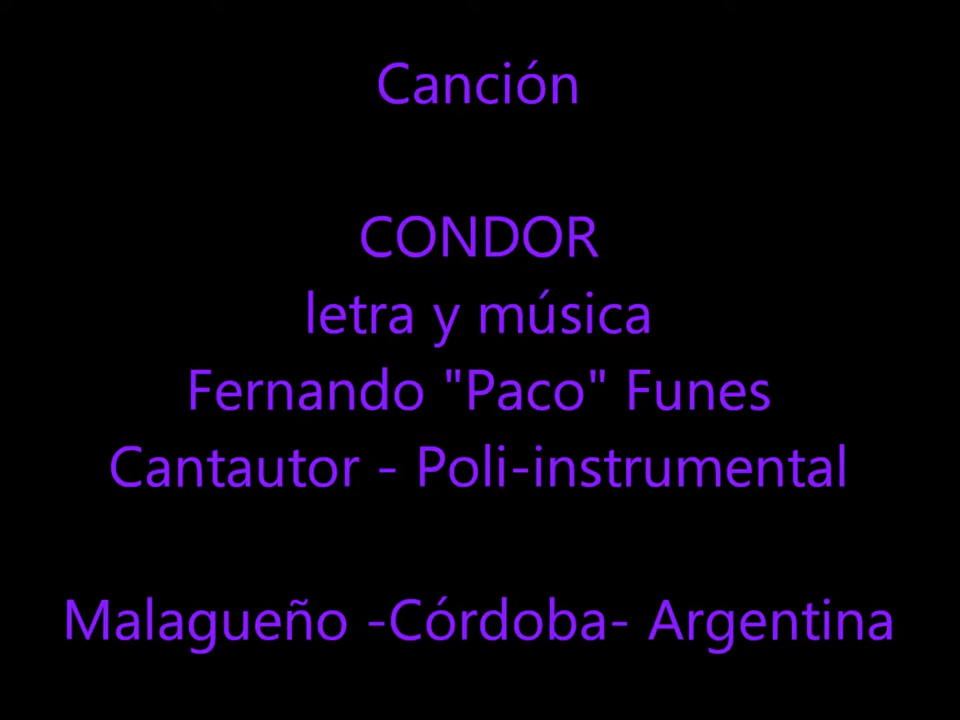 Canción
CONDOR
letra y música
Fernando "Paco" Funes
Cantautor - Poli-instrumental
Malagueño -Córdoba- Argentina